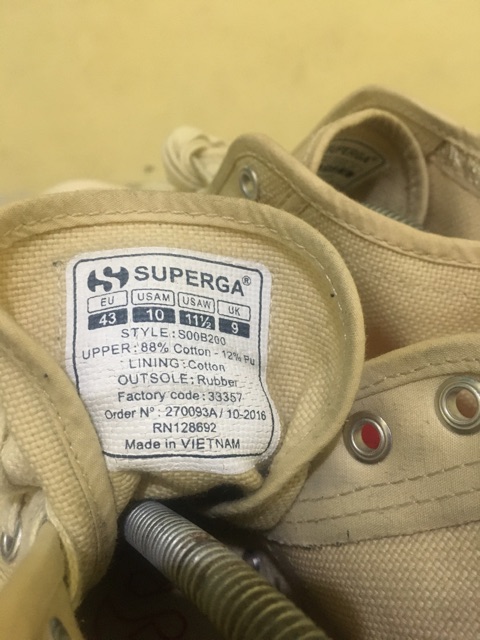 SUPERGA®
EU USAM USAW UK
43 10 11½ 9
STYLE: S00B200
UPPER: 88% Cotton - 12% Pu
LINING: Cotton
OUTSOLE: Rubber
Factory code: 33357
Order Nº: 270093A / 10-2016
RN128692
Made in VIETNAM